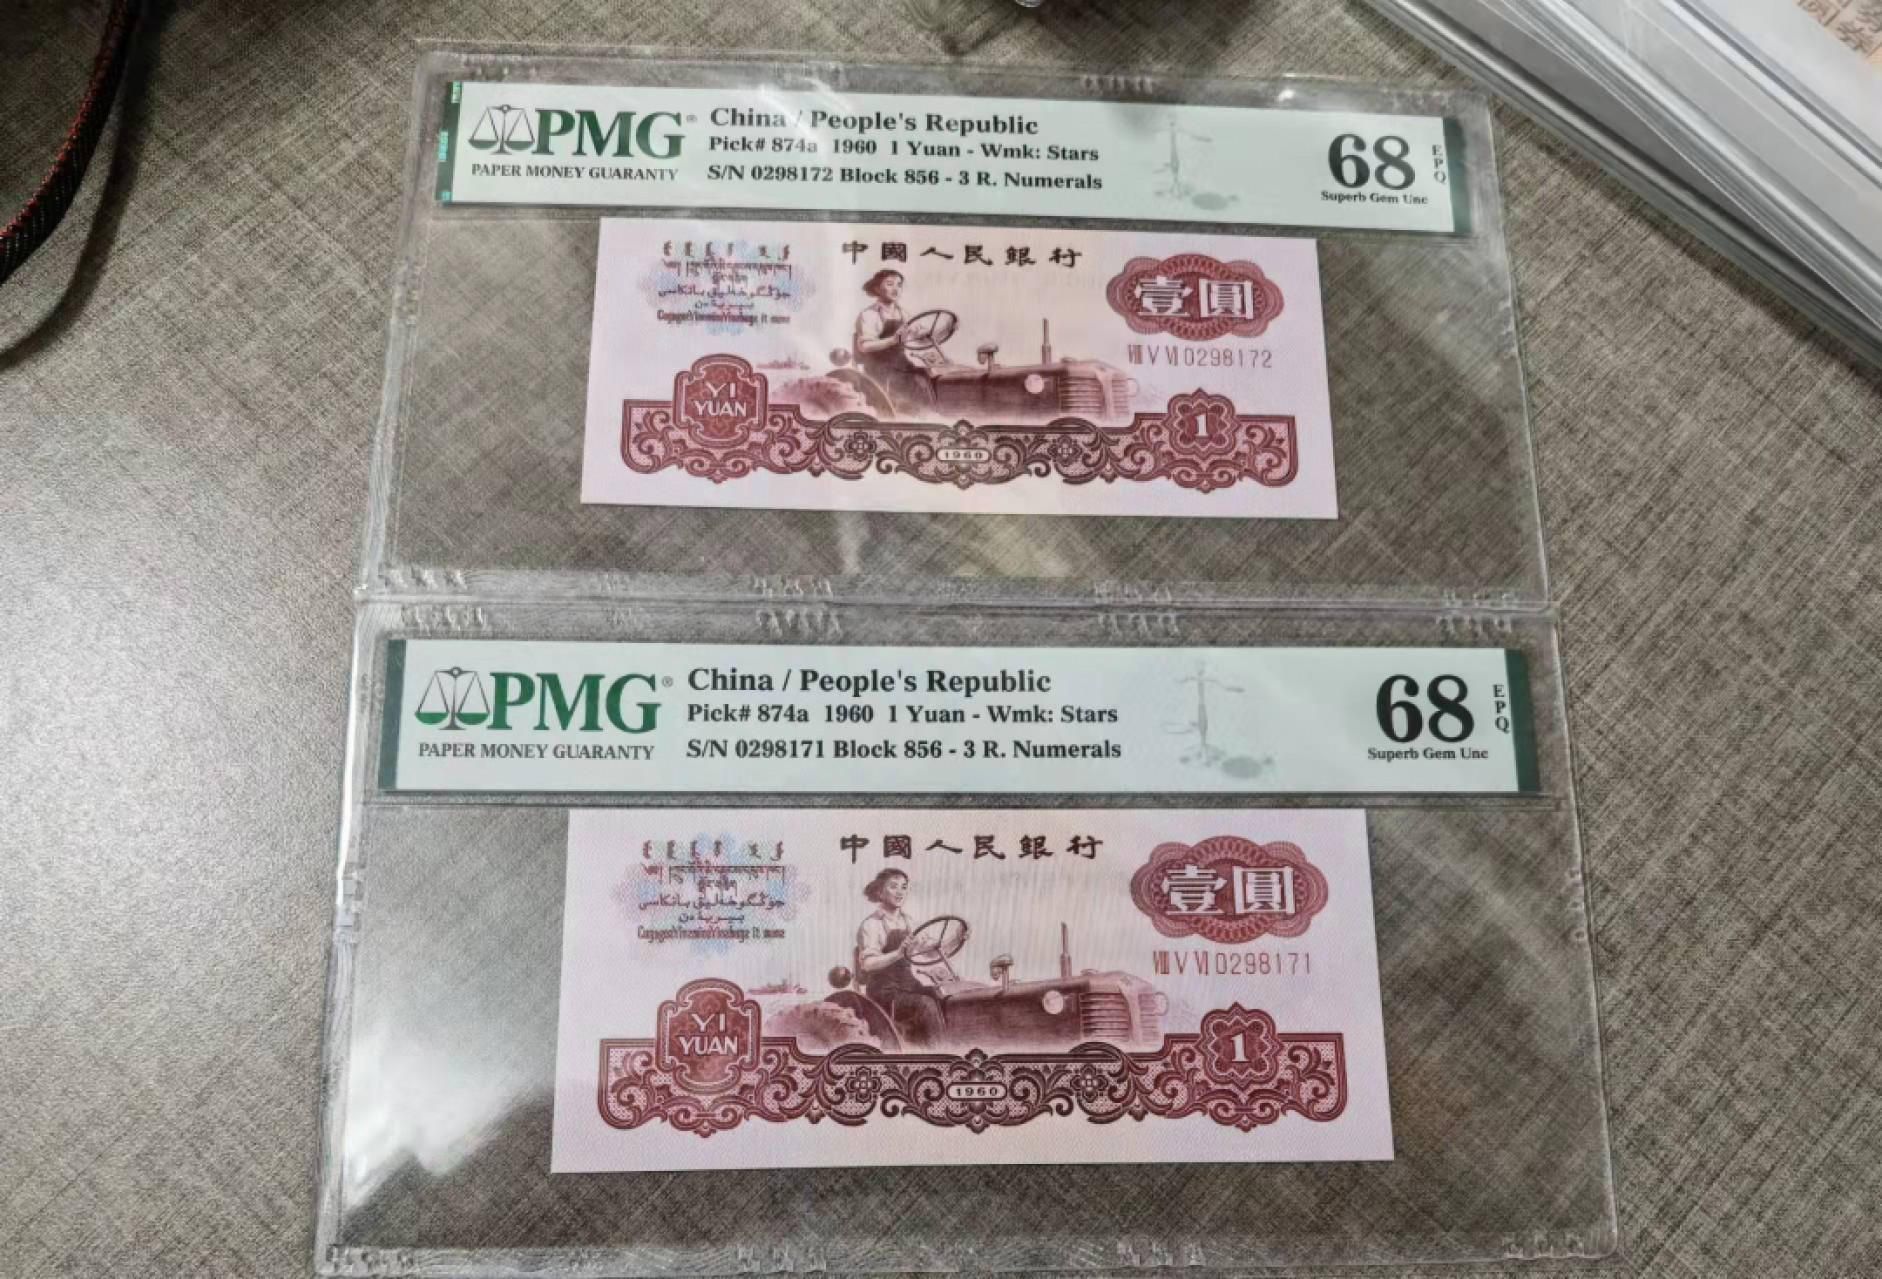 PMG®
PAPER MONEY GUARANTY
China / People's Republic
Pick# 874a 1960 1 Yuan - Wmk: Stars
S/N 0298172 Block 856 - 3 R. Numerals
68
EPQ
Superb Gem Unc
中國人民銀行
壹圓
VIII V VI 0298172
YI
YUAN
1960
1
PMG®
PAPER MONEY GUARANTY
China / People's Republic
Pick# 874a 1960 1 Yuan - Wmk: Stars
S/N 0298171 Block 856 - 3 R. Numerals
68
EPQ
Superb Gem Unc
中國人民銀行
壹圓
VIII V VI 0298171
YI
YUAN
1960
1